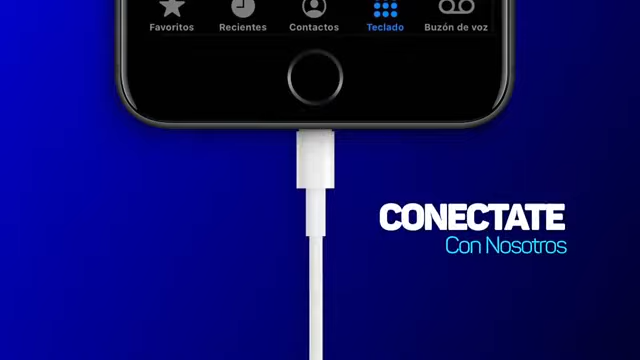 Favoritos Recientes Contactos Teclado Buzón de voz
CONECTATE
Con Nosotros